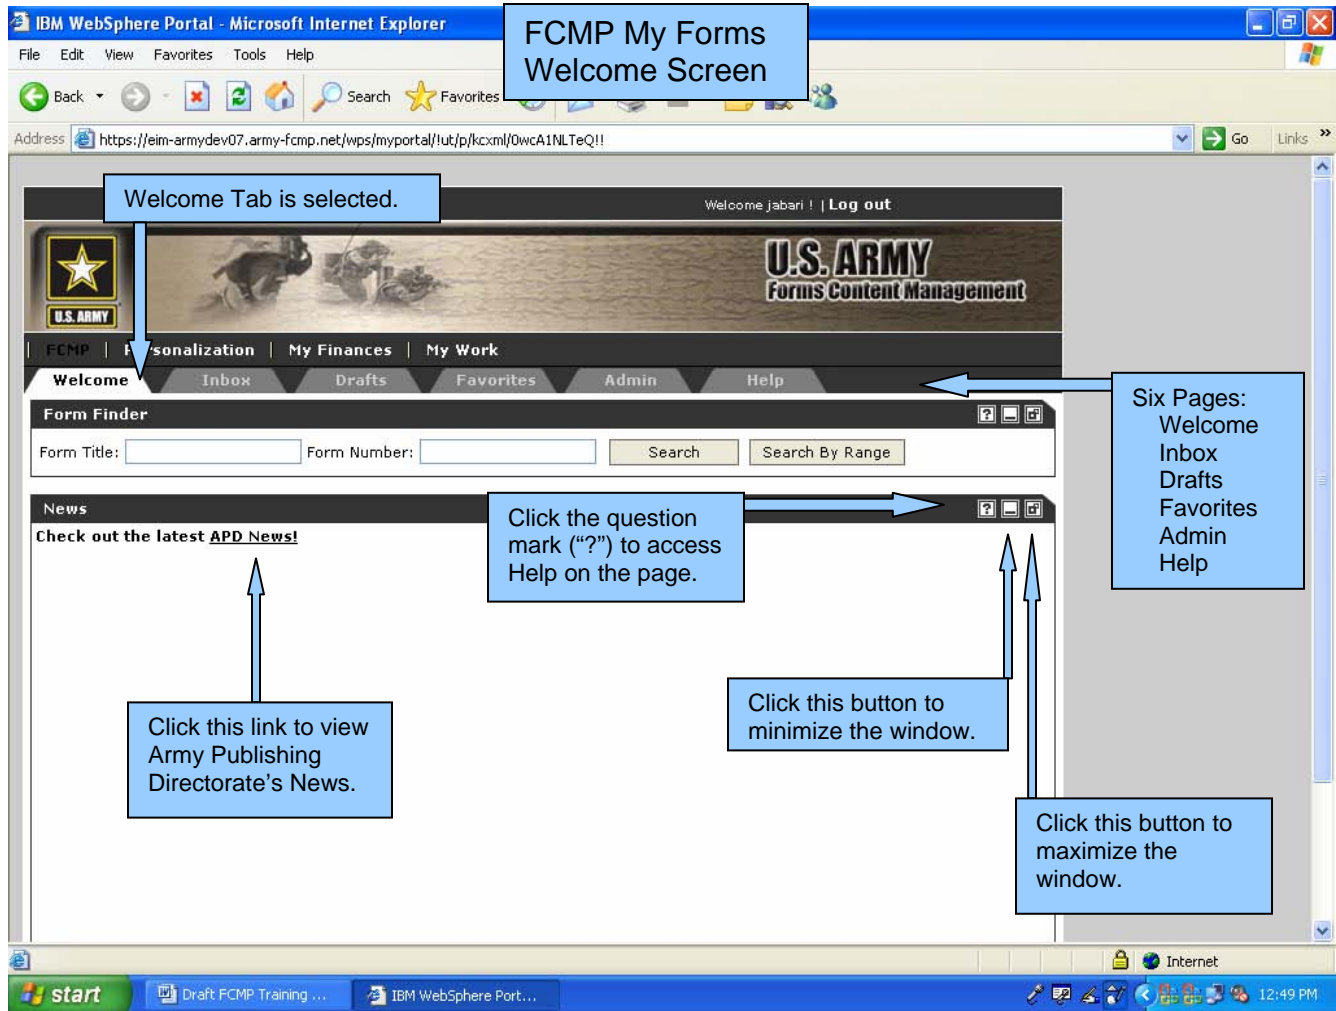 IBM WebSphere Portal - Microsoft Internet Explorer
FCMP My Forms
Welcome Screen
File Edit View Favorites Tools Help
Back Search Favorites
Address https://eim-armydev07.army-fcmp.net/wps/myportal/!ut/p/kcxml/0wcA1NLTeQ!! Go Links »
Welcome Tab is selected.
Welcome jabari ! | Log out
U.S. ARMY
Forms Content Management
U.S. ARMY
| FCMP | Personalization | My Finances | My Work
Welcome Inbox Drafts Favorites Admin Help
Six Pages:
Welcome
Inbox
Drafts
Favorites
Admin
Help
Form Finder ?
Form Title: Form Number: Search Search By Range
News ?
Check out the latest APD News!
Click the question
mark (“?”) to access
Help on the page.
Click this link to view
Army Publishing
Directorate’s News.
Click this button to
minimize the window.
Click this button to
maximize the
window.
Internet
start Draft FCMP Training ... IBM WebSphere Port... 12:49 PM